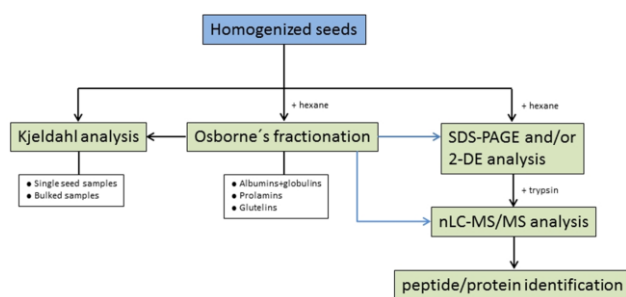 Homogenized seeds
+ hexane
+ hexane
Kjeldahl analysis
Osborne´s fractionation
SDS-PAGE and/or
2-DE analysis
• Single seed samples
• Bulked samples
• Albumins+globulins
• Prolamins
• Glutelins
+ trypsin
nLC-MS/MS analysis
peptide/protein identification